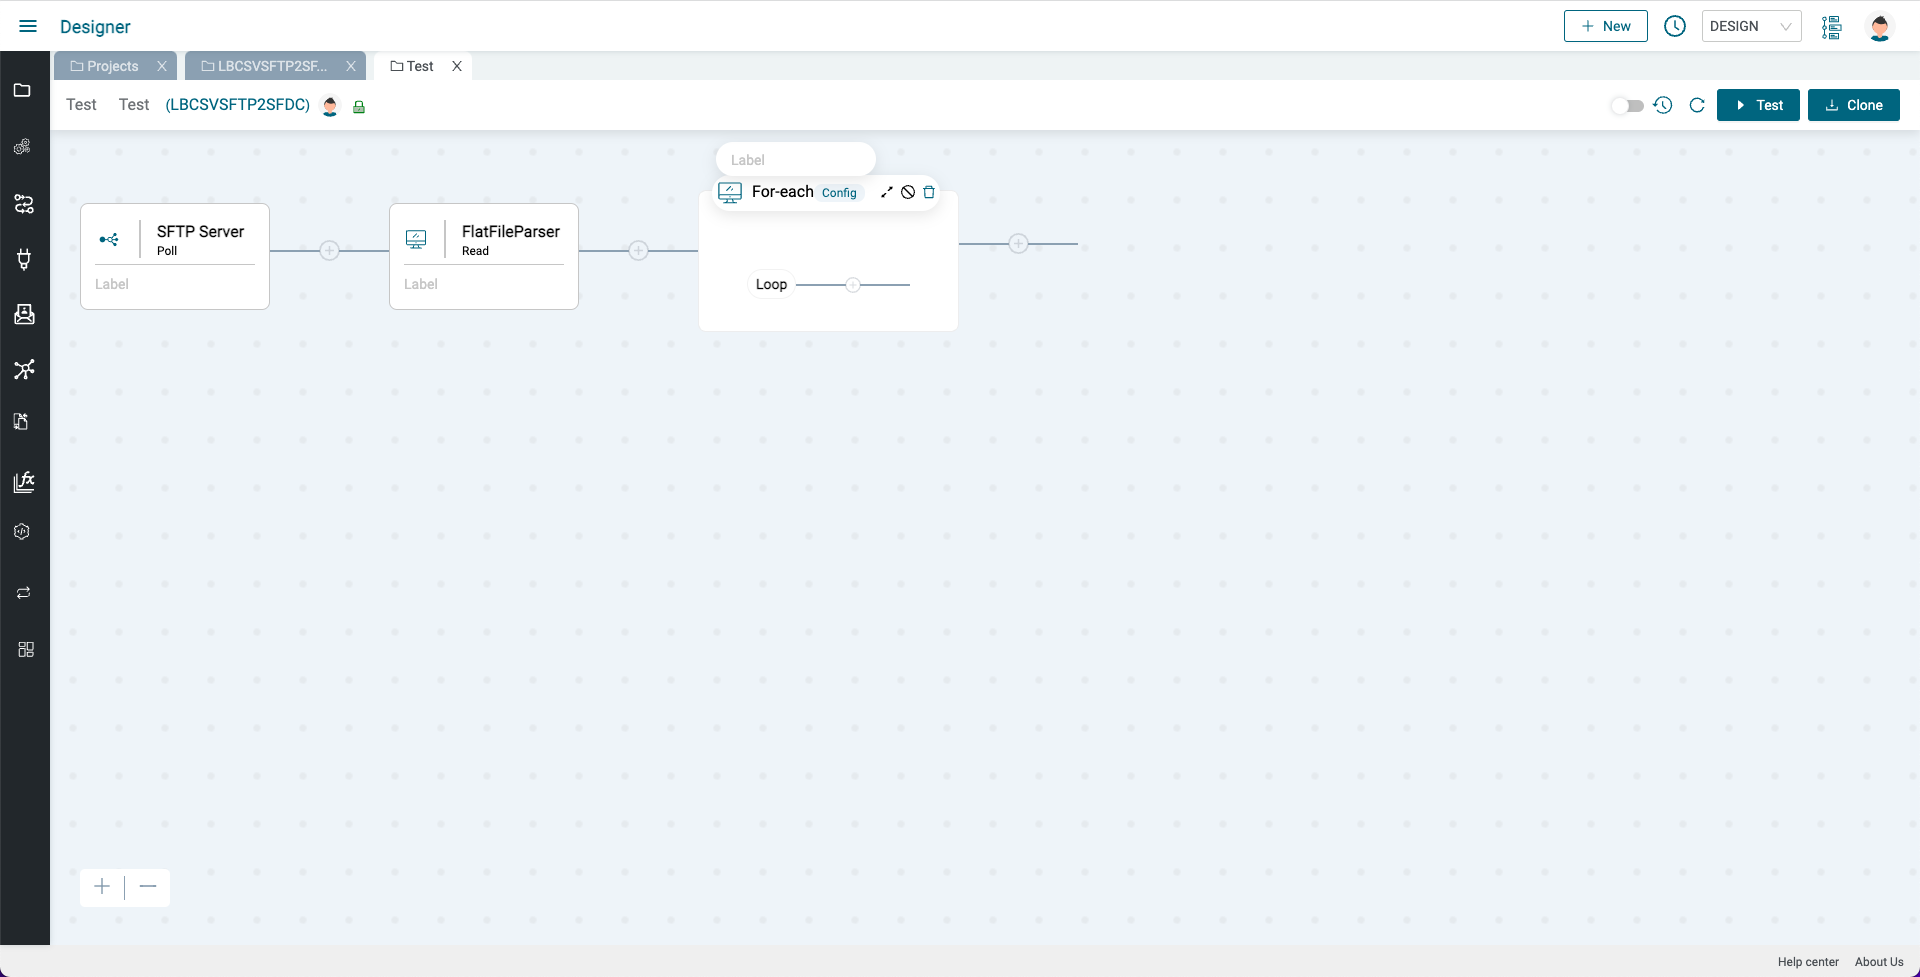 Designer
New
DESIGN
Projects
LBCSVSFTP2SF...
Test
Test Test (LBCSVSFTP2SFDC)
Test
Clone
Label
For-each Config
SFTP Server
Poll
Label
FlatFileParser
Read
Label
Loop
Help center About Us